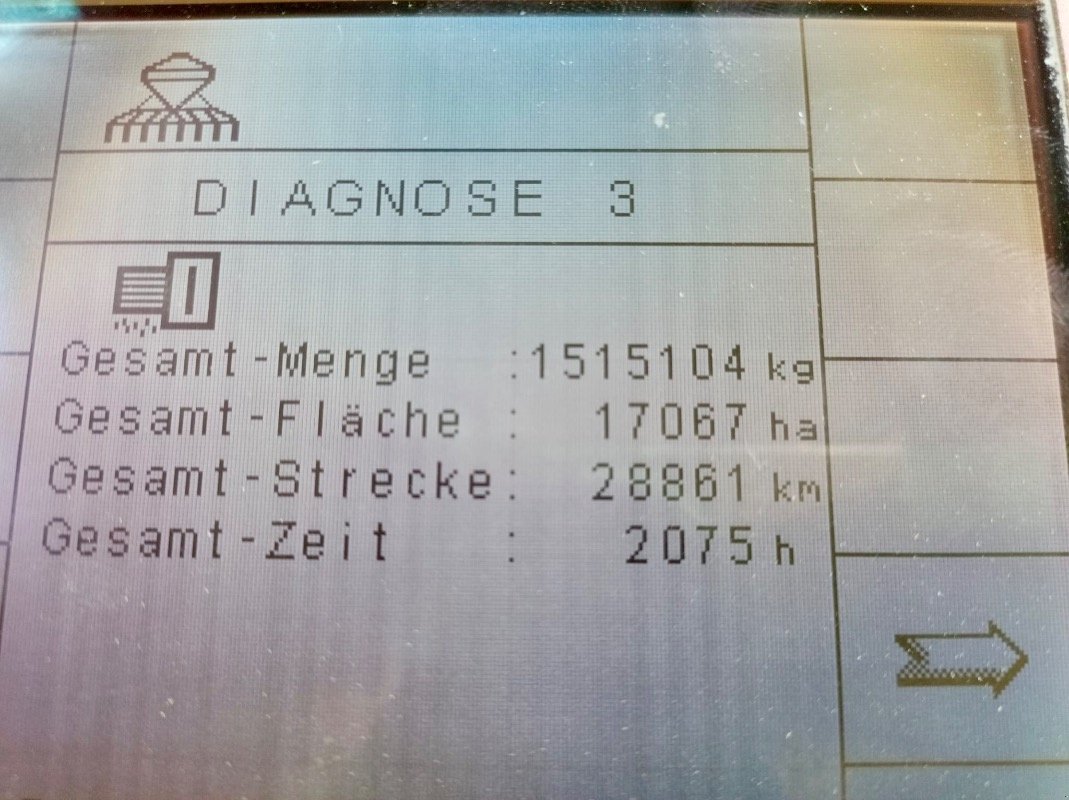 DIAGNOSE 3
Gesamt-Menge :1515104 kg
Gesamt-Fläche : 17067 ha
Gesamt-Strecke: 28861 km
Gesamt-Zeit : 2075 h